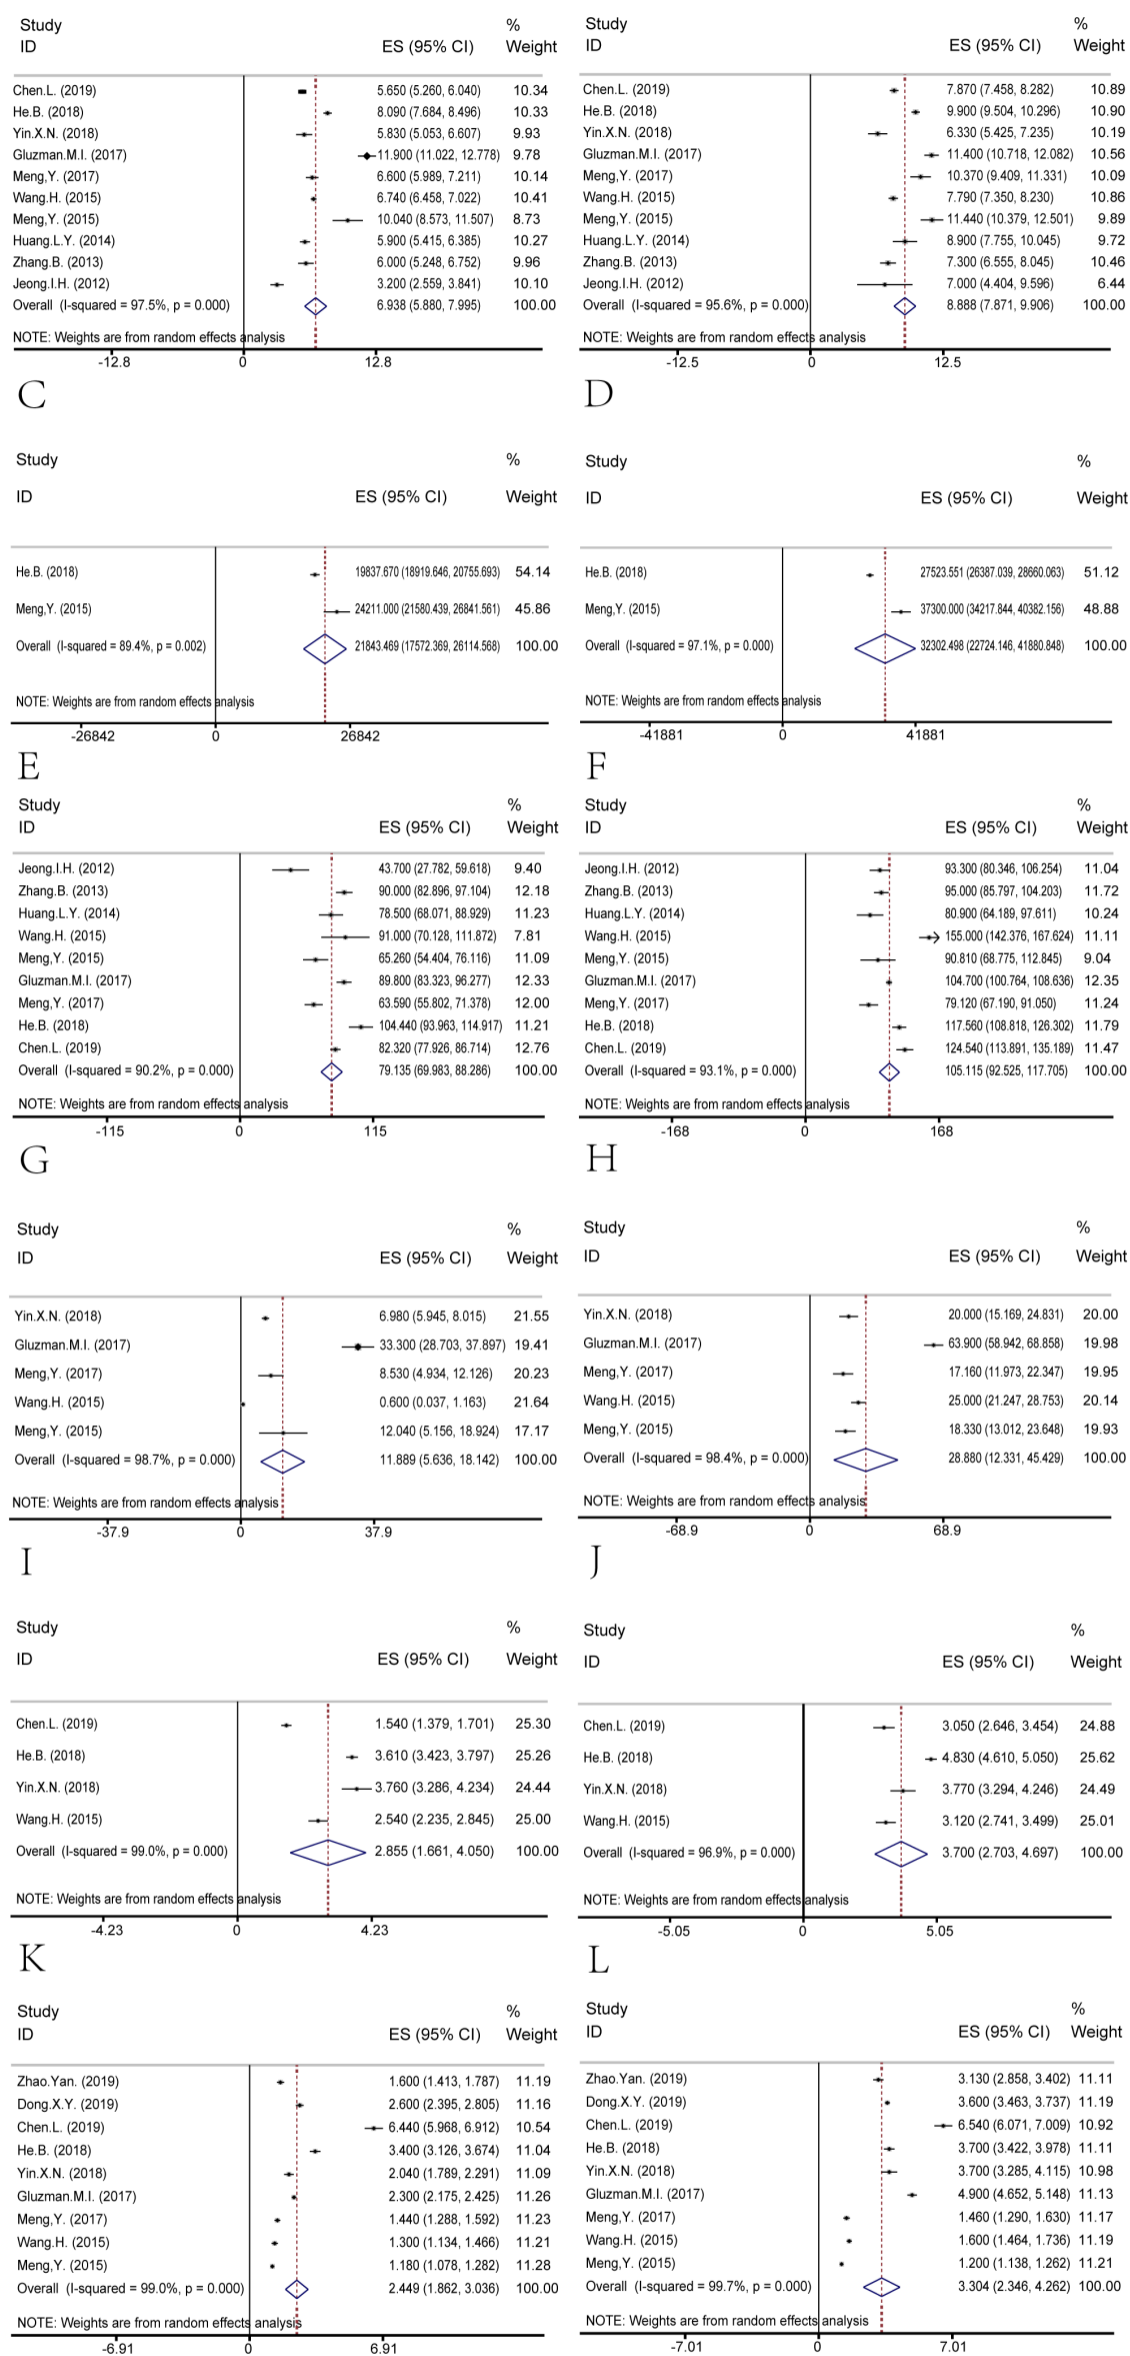 Study %
ID ES (95% CI) Weight
Chen.L. (2019) 5.650 (5.260, 6.040) 10.34
He.B. (2018) 8.090 (7.684, 8.496) 10.33
Yin.X.N. (2018) 5.830 (5.053, 6.607) 9.93
Gluzman.M.I. (2017) 11.900 (11.022, 12.778) 9.78
Meng,Y. (2017) 6.600 (5.989, 7.211) 10.14
Wang.H. (2015) 6.740 (6.458, 7.022) 10.41
Meng,Y. (2015) 10.040 (8.573, 11.507) 8.73
Huang.L.Y. (2014) 5.900 (5.415, 6.385) 10.27
Zhang.B. (2013) 6.000 (5.248, 6.752) 9.96
Jeong.I.H. (2012) 3.200 (2.559, 3.841) 10.10
Overall (I-squared = 97.5%, p = 0.000) 6.938 (5.880, 7.995) 100.00
NOTE: Weights are from random effects analysis
-12.8 0 12.8
C
Study %
ID ES (95% CI) Weight
Chen.L. (2019) 7.870 (7.458, 8.282) 10.89
He.B. (2018) 9.900 (9.504, 10.296) 10.90
Yin.X.N. (2018) 6.330 (5.425, 7.235) 10.19
Gluzman.M.I. (2017) 11.400 (10.718, 12.082) 10.56
Meng,Y. (2017) 10.370 (9.409, 11.331) 10.09
Wang.H. (2015) 7.790 (7.350, 8.230) 10.86
Meng,Y. (2015) 11.440 (10.379, 12.501) 9.89
Huang.L.Y. (2014) 8.900 (7.755, 10.045) 9.72
Zhang.B. (2013) 7.300 (6.555, 8.045) 10.46
Jeong.I.H. (2012) 7.000 (4.404, 9.596) 6.44
Overall (I-squared = 95.6%, p = 0.000) 8.888 (7.871, 9.906) 100.00
NOTE: Weights are from random effects analysis
-12.5 0 12.5
D
Study %
ID ES (95% CI) Weight
He.B. (2018) 19837.670 (18919.646, 20755.693) 54.14
Meng,Y. (2015) 24211.000 (21580.439, 26841.561) 45.86
Overall (I-squared = 89.4%, p = 0.002) 21843.469 (17572.369, 26114.568) 100.00
NOTE: Weights are from random effects analysis
-26842 0 26842
E
Study %
ID ES (95% CI) Weight
He.B. (2018) 27523.551 (26387.039, 28660.063) 51.12
Meng,Y. (2015) 37300.000 (34217.844, 40382.156) 48.88
Overall (I-squared = 97.1%, p = 0.000) 32302.498 (22724.146, 41880.848) 100.00
NOTE: Weights are from random effects analysis
-41881 0 41881
F
Study %
ID ES (95% CI) Weight
Jeong.I.H. (2012) 43.700 (27.782, 59.618) 9.40
Zhang.B. (2013) 90.000 (82.896, 97.104) 12.18
Huang.L.Y. (2014) 78.500 (68.071, 88.929) 11.23
Wang.H. (2015) 91.000 (70.128, 111.872) 7.81
Meng,Y. (2015) 65.260 (54.404, 76.116) 11.09
Gluzman.M.I. (2017) 89.800 (83.323, 96.277) 12.33
Meng,Y. (2017) 63.590 (55.802, 71.378) 12.00
He.B. (2018) 104.440 (93.963, 114.917) 11.21
Chen.L. (2019) 82.320 (77.926, 86.714) 12.76
Overall (I-squared = 90.2%, p = 0.000) 79.135 (69.983, 88.286) 100.00
NOTE: Weights are from random effects analysis
-115 0 115
G
Study %
ID ES (95% CI) Weight
Jeong.I.H. (2012) 93.300 (80.346, 106.254) 11.04
Zhang.B. (2013) 95.000 (85.797, 104.203) 11.72
Huang.L.Y. (2014) 80.900 (64.189, 97.611) 10.24
Wang.H. (2015) 155.000 (142.376, 167.624) 11.11
Meng,Y. (2015) 90.810 (68.775, 112.845) 9.04
Gluzman.M.I. (2017) 104.700 (100.764, 108.636) 12.35
Meng,Y. (2017) 79.120 (67.190, 91.050) 11.24
He.B. (2018) 117.560 (108.818, 126.302) 11.79
Chen.L. (2019) 124.540 (113.891, 135.189) 11.47
Overall (I-squared = 93.1%, p = 0.000) 105.115 (92.525, 117.705) 100.00
NOTE: Weights are from random effects analysis
-168 0 168
H
Study %
ID ES (95% CI) Weight
Yin.X.N. (2018) 6.980 (5.945, 8.015) 21.55
Gluzman.M.I. (2017) 33.300 (28.703, 37.897) 19.41
Meng,Y. (2017) 8.530 (4.934, 12.126) 20.23
Wang.H. (2015) 0.600 (0.037, 1.163) 21.64
Meng,Y. (2015) 12.040 (5.156, 18.924) 17.17
Overall (I-squared = 98.7%, p = 0.000) 11.889 (5.636, 18.142) 100.00
NOTE: Weights are from random effects analysis
-37.9 0 37.9
I
Study %
ID ES (95% CI) Weight
Yin.X.N. (2018) 20.000 (15.169, 24.831) 20.00
Gluzman.M.I. (2017) 63.900 (58.942, 68.858) 19.98
Meng,Y. (2017) 17.160 (11.973, 22.347) 19.95
Wang.H. (2015) 25.000 (21.247, 28.753) 20.14
Meng,Y. (2015) 18.330 (13.012, 23.648) 19.93
Overall (I-squared = 98.4%, p = 0.000) 28.880 (12.331, 45.429) 100.00
NOTE: Weights are from random effects analysis
-68.9 0 68.9
J
Study %
ID ES (95% CI) Weight
Chen.L. (2019) 1.540 (1.379, 1.701) 25.30
He.B. (2018) 3.610 (3.423, 3.797) 25.26
Yin.X.N. (2018) 3.760 (3.286, 4.234) 24.44
Wang.H. (2015) 2.540 (2.235, 2.845) 25.00
Overall (I-squared = 99.0%, p = 0.000) 2.855 (1.661, 4.050) 100.00
NOTE: Weights are from random effects analysis
-4.23 0 4.23
K
Study %
ID ES (95% CI) Weight
Chen.L. (2019) 3.050 (2.646, 3.454) 24.88
He.B. (2018) 4.830 (4.610, 5.050) 25.62
Yin.X.N. (2018) 3.770 (3.294, 4.246) 24.49
Wang.H. (2015) 3.120 (2.741, 3.499) 25.01
Overall (I-squared = 96.9%, p = 0.000) 3.700 (2.703, 4.697) 100.00
NOTE: Weights are from random effects analysis
-5.05 0 5.05
L
Study %
ID ES (95% CI) Weight
Zhao.Yan. (2019) 1.600 (1.413, 1.787) 11.19
Dong.X.Y. (2019) 2.600 (2.395, 2.805) 11.16
Chen.L. (2019) 6.440 (5.968, 6.912) 10.54
He.B. (2018) 3.400 (3.126, 3.674) 11.04
Yin.X.N. (2018) 2.040 (1.789, 2.291) 11.09
Gluzman.M.I. (2017) 2.300 (2.175, 2.425) 11.26
Meng,Y. (2017) 1.440 (1.288, 1.592) 11.23
Wang.H. (2015) 1.300 (1.134, 1.466) 11.21
Meng,Y. (2015) 1.180 (1.078, 1.282) 11.28
Overall (I-squared = 99.0%, p = 0.000) 2.449 (1.862, 3.036) 100.00
NOTE: Weights are from random effects analysis
-6.91 0 6.91
Study %
ID ES (95% CI) Weight
Zhao.Yan. (2019) 3.130 (2.858, 3.402) 11.11
Dong.X.Y. (2019) 3.600 (3.463, 3.737) 11.19
Chen.L. (2019) 6.540 (6.071, 7.009) 10.92
He.B. (2018) 3.700 (3.422, 3.978) 11.11
Yin.X.N. (2018) 3.700 (3.285, 4.115) 10.98
Gluzman.M.I. (2017) 4.900 (4.652, 5.148) 11.13
Meng,Y. (2017) 1.460 (1.290, 1.630) 11.17
Wang.H. (2015) 1.600 (1.464, 1.736) 11.19
Meng,Y. (2015) 1.200 (1.138, 1.262) 11.21
Overall (I-squared = 99.7%, p = 0.000) 3.304 (2.346, 4.262) 100.00
NOTE: Weights are from random effects analysis
-7.01 0 7.01